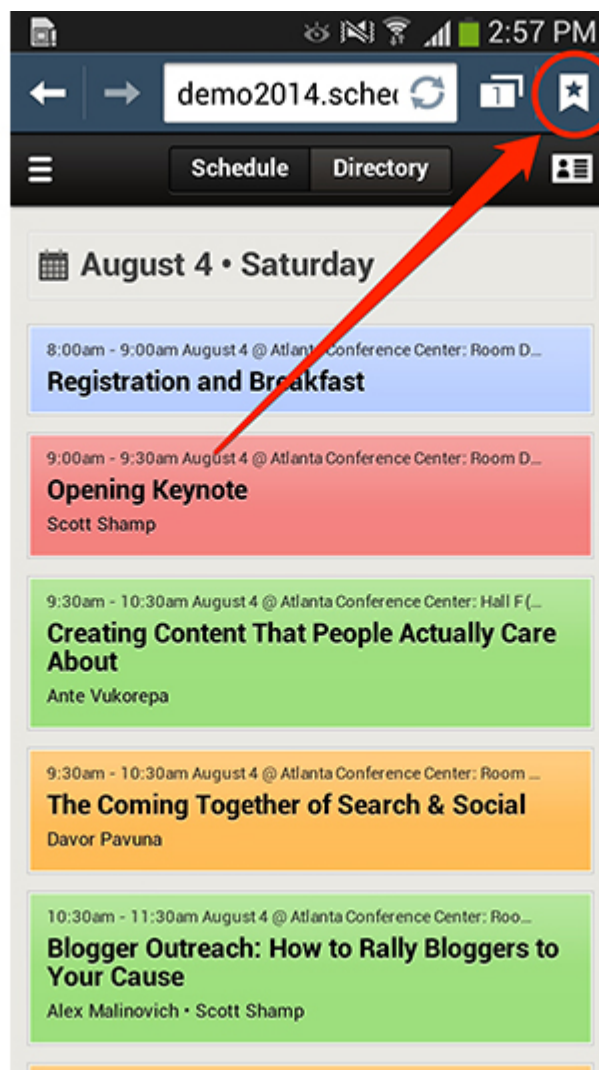 2:57 PM
demo2014.sched
1
Schedule Directory
August 4 • Saturday
8:00am - 9:00am August 4 @ Atlanta Conference Center: Room D...
Registration and Breakfast
9:00am - 9:30am August 4 @ Atlanta Conference Center: Room D...
Opening Keynote
Scott Shamp
9:30am - 10:30am August 4 @ Atlanta Conference Center: Hall F (...
Creating Content That People Actually Care
About
Ante Vukorepa
9:30am - 10:30am August 4 @ Atlanta Conference Center: Room ...
The Coming Together of Search & Social
Davor Pavuna
10:30am - 11:30am August 4 @ Atlanta Conference Center: Roo...
Blogger Outreach: How to Rally Bloggers to
Your Cause
Alex Malinovich • Scott Shamp